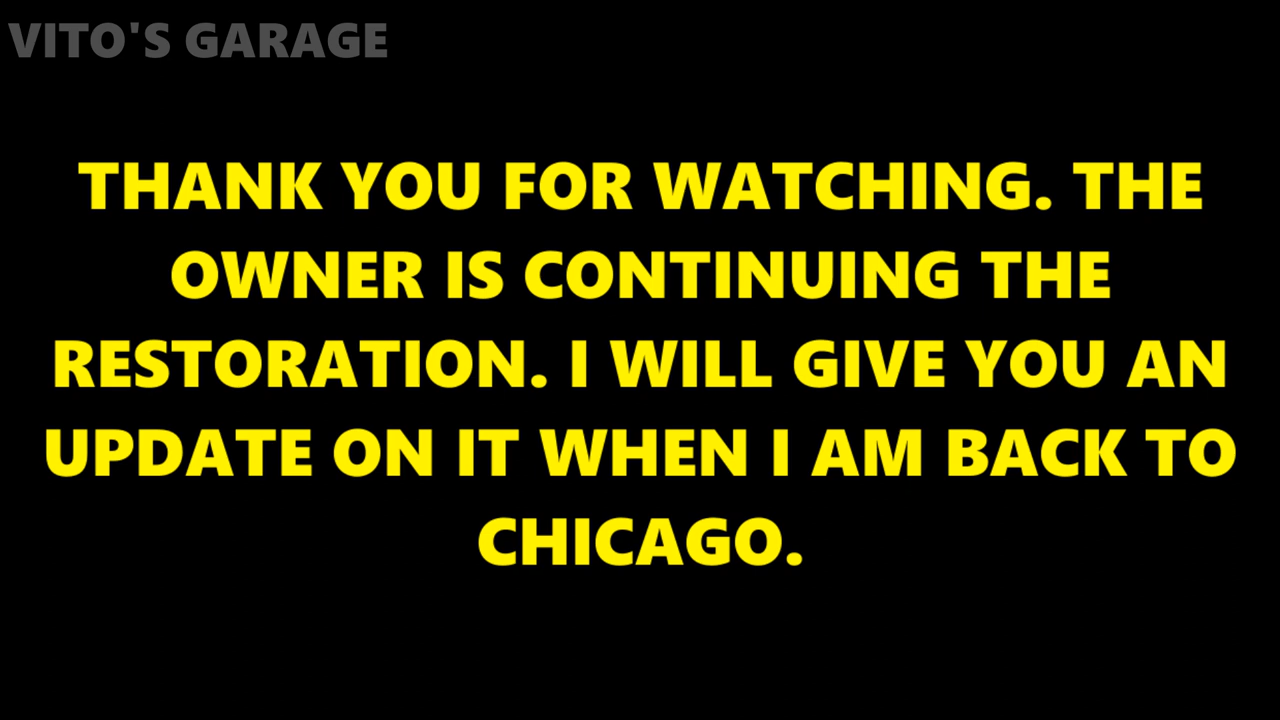 VITO'S GARAGE
THANK YOU FOR WATCHING. THE
OWNER IS CONTINUING THE
RESTORATION. I WILL GIVE YOU AN
UPDATE ON IT WHEN I AM BACK TO
CHICAGO.